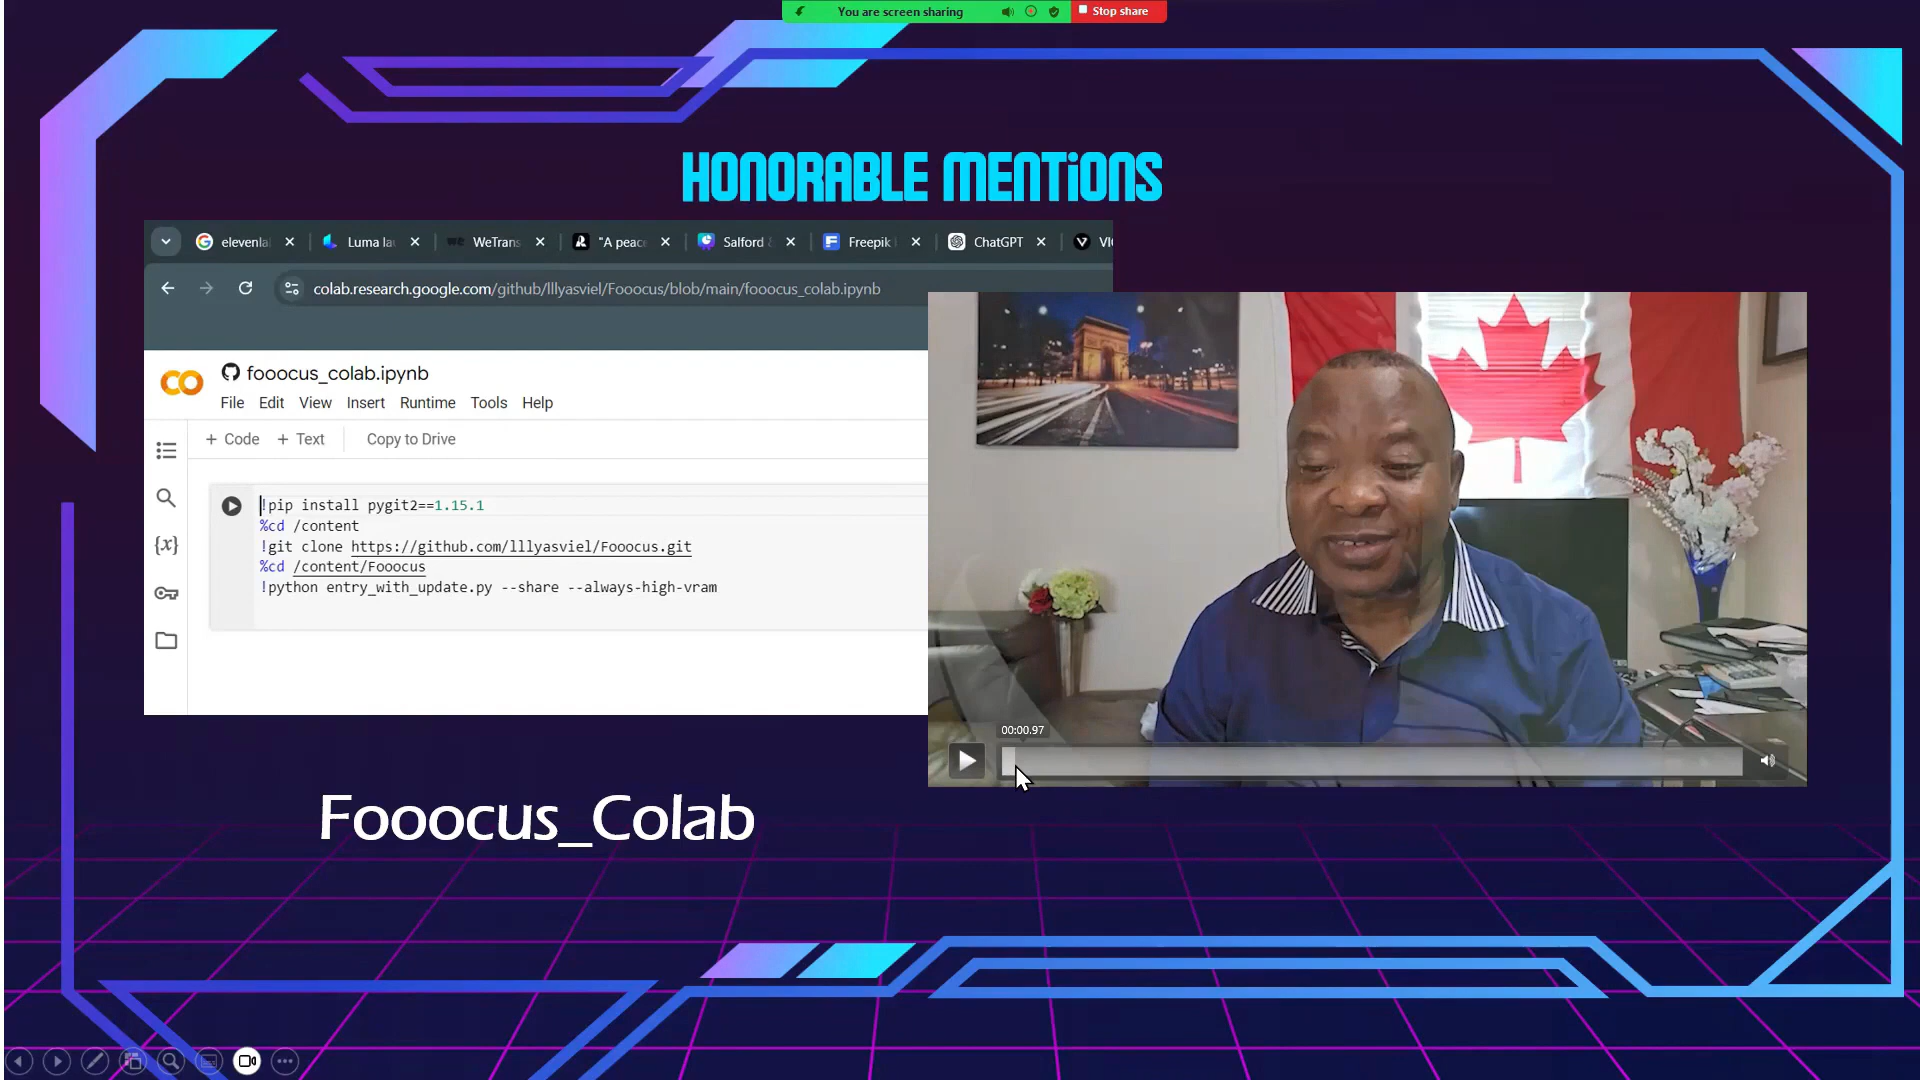 You are screen sharing
Stop share
HONORABLE MENTiONS
elevenla
Luma la
WeTrans
"A peac
Salford
Freepik
ChatGPT
colab.research.google.com/github/lllyasviel/Fooocus/blob/main/fooocus_colab.ipynb
fooocus_colab.ipynb
File Edit View Insert Runtime Tools Help
+ Code + Text Copy to Drive
!pip install pygit2==1.15.1
%cd /content
!git clone https://github.com/lllyasviel/Fooocus.git
%cd /content/Fooocus
!python entry_with_update.py --share --always-high-vram
{x}
00:00.97
Fooocus_Colab